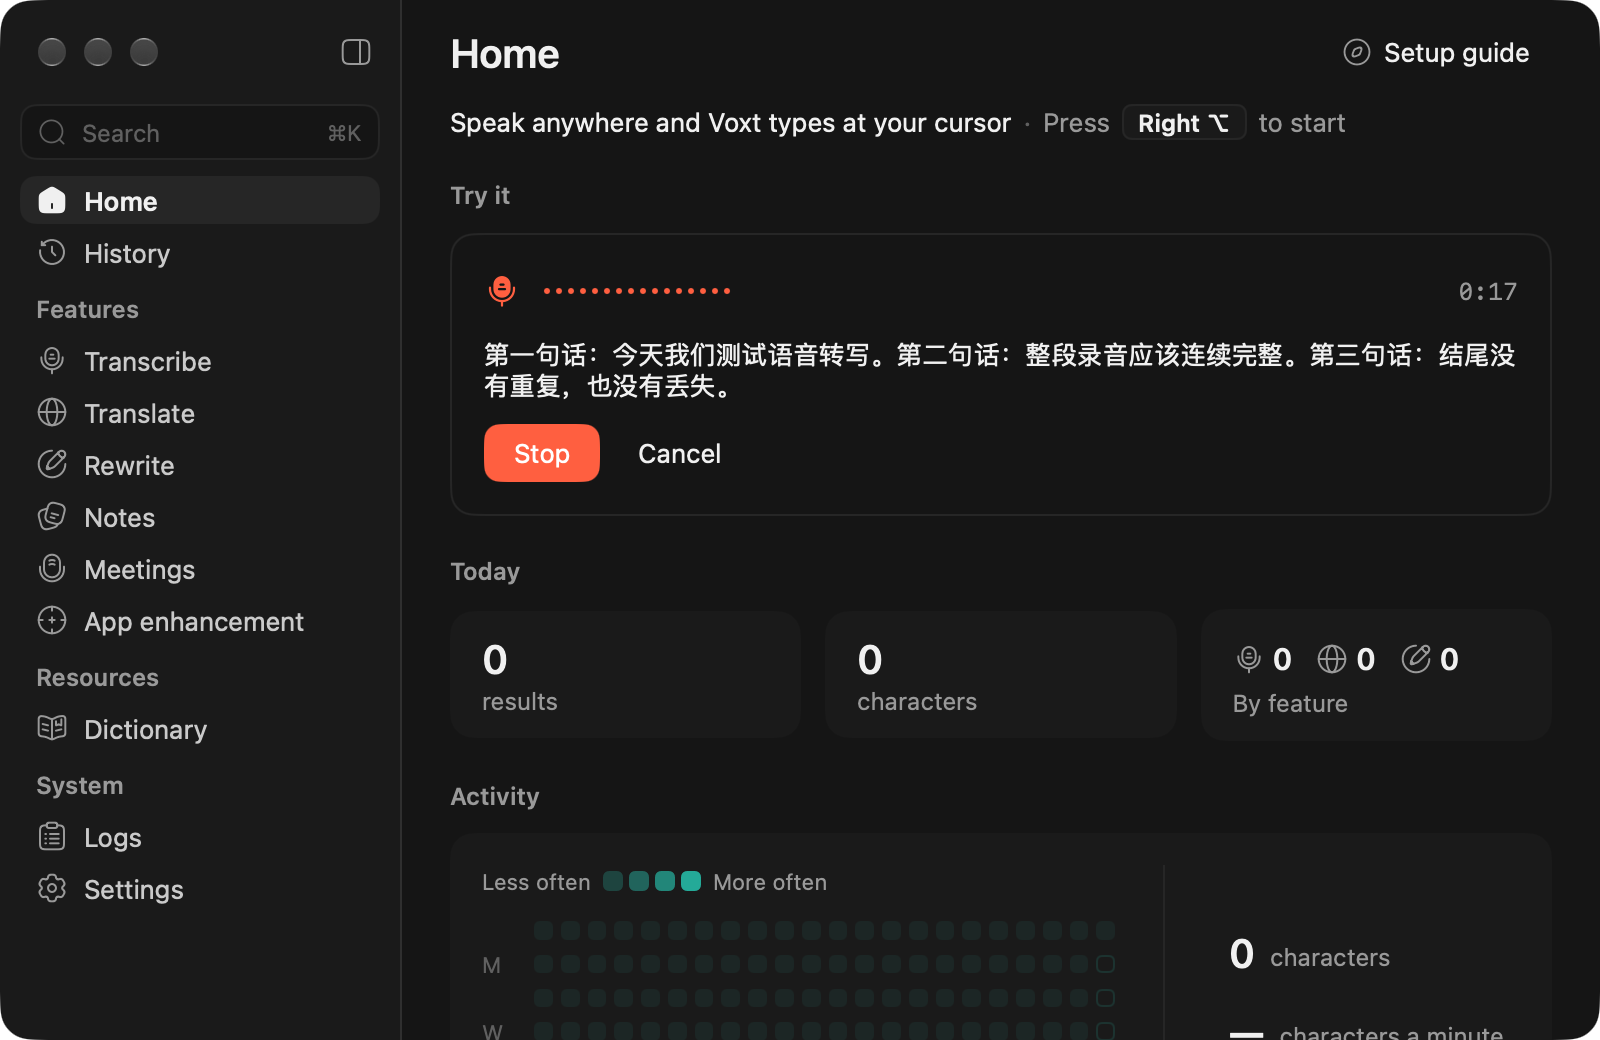 Home
Setup guide
Search ⌘K
Speak anywhere and Voxt types at your cursor · Press Right ⌥ to start
Home
History
Features
Transcribe
Translate
Rewrite
Notes
Meetings
App enhancement
Resources
Dictionary
System
Logs
Settings
Try it
0:17
第一句话：今天我们测试语音转写。第二句话：整段录音应该连续完整。第三句话：结尾没
有重复，也没有丢失。
Stop
Cancel
Today
0
results
0
characters
0 0 0
By feature
Activity
Less often
More often
M
W
0 characters
— characters a minute